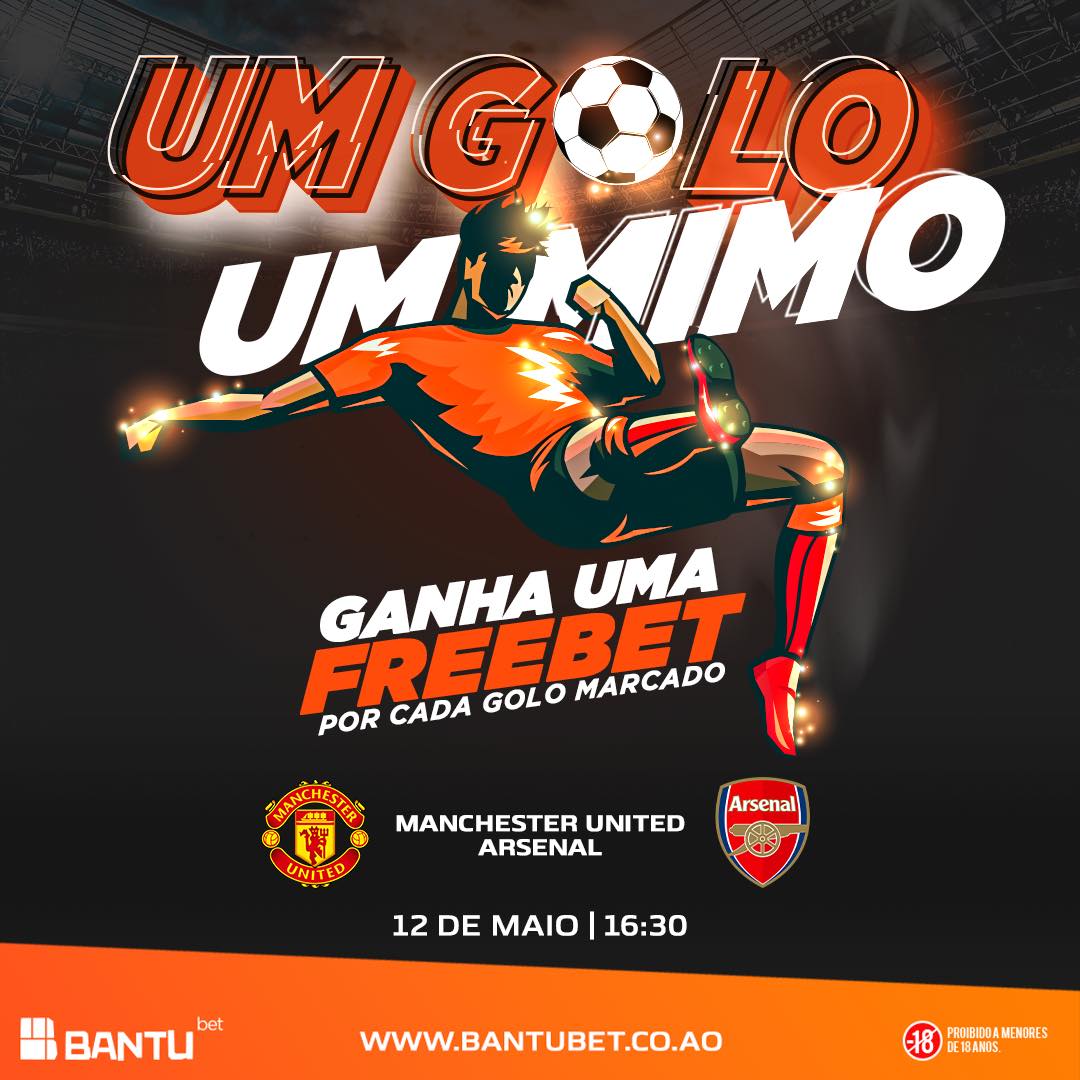 UM GOLO
UM MIMO
GANHA UMA
FREEBET
POR CADA GOLO MARCADO
MANCHESTER
UNITED
MANCHESTER UNITED
ARSENAL
Arsenal
12 DE MAIO | 16:30
BANTU bet
WWW.BANTUBET.CO.AO
-18
PROIBIDO A MENORES
DE 18 ANOS.